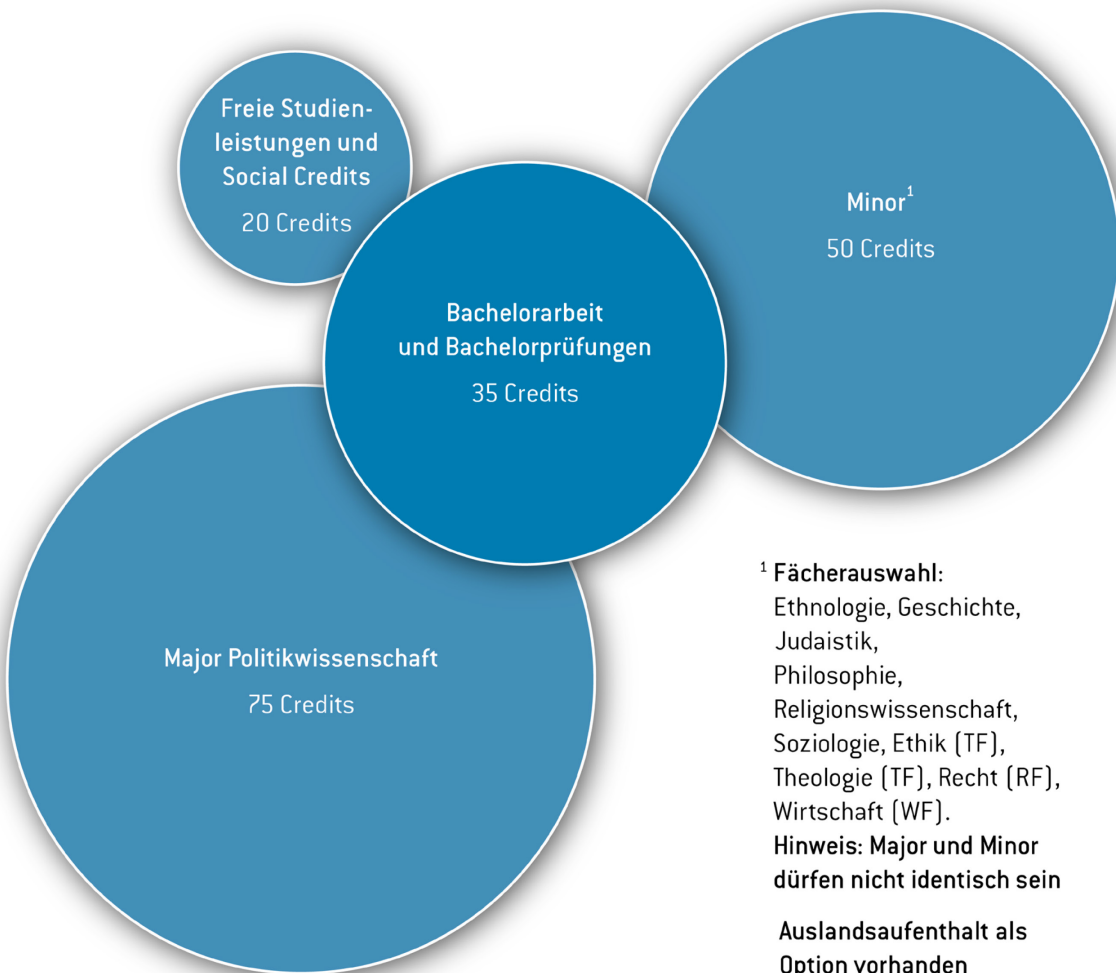 Freie Studien-
leistungen und
Social Credits
20 Credits
Minor¹
50 Credits
Bachelorarbeit
und Bachelorprüfungen
35 Credits
Major Politikwissenschaft
75 Credits
¹ Fächerauswahl:
Ethnologie, Geschichte,
Judaistik,
Philosophie,
Religionswissenschaft,
Soziologie, Ethik (TF),
Theologie (TF), Recht (RF),
Wirtschaft (WF).
Hinweis: Major und Minor
dürfen nicht identisch sein
Auslandsaufenthalt als
Option vorhanden